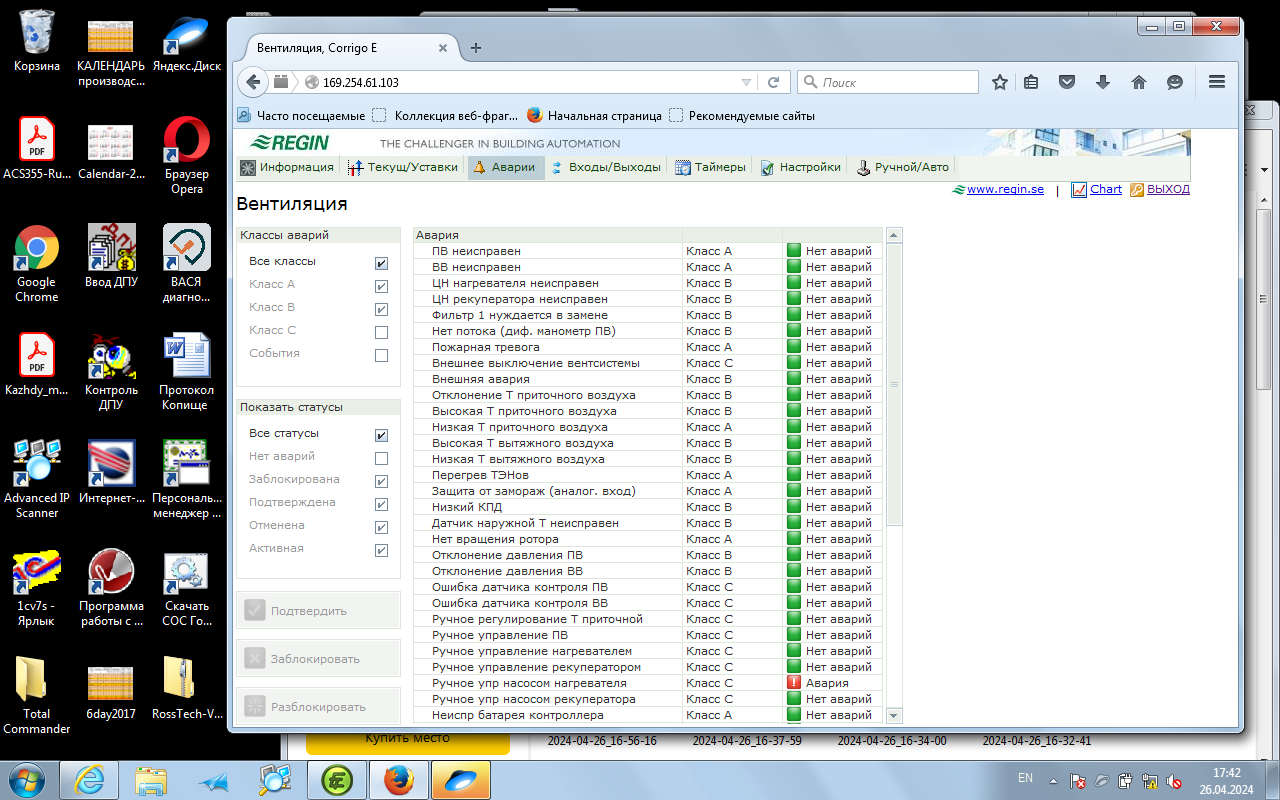 Корзина
КАЛЕНДАРЬ производс...
Яндекс.Диск
ACS355-Ru...
Calendar-2...
Браузер Opera
Google Chrome
Ввод ДПУ
ВАСЯ диагно...
Kazhdy_m...
Контроль ДПУ
Протокол Копище
Advanced IP Scanner
Интернет-...
Персональ... менеджер ...
1cv7s - Ярлык
Программа работы с ...
Скачать СОС Го...
Total Commander
6day2017
RossTech-V...
Вентиляция, Corrigo E
169.254.61.103
Поиск
Часто посещаемые
Коллекция веб-фраг...
Начальная страница
Рекомендуемые сайты
REGIN
THE CHALLENGER IN BUILDING AUTOMATION
Информация
Текущ/Уставки
Аварии
Входы/Выходы
Таймеры
Настройки
Ручной/Авто
www.regin.se | Chart ВЫХОД
Вентиляция
Классы аварий
Все классы
Класс A
Класс B
Класс C
События
Показать статусы
Все статусы
Нет аварий
Заблокирована
Подтверждена
Отменена
Активная
Подтвердить
Заблокировать
Разблокировать
Авария
ПВ неисправен Класс A Нет аварий
ВВ неисправен Класс A Нет аварий
ЦН нагревателя неисправен Класс B Нет аварий
ЦН рекуператора неисправен Класс B Нет аварий
Фильтр 1 нуждается в замене Класс B Нет аварий
Нет потока (диф. манометр ПВ) Класс B Нет аварий
Пожарная тревога Класс A Нет аварий
Внешнее выключение вентсистемы Класс C Нет аварий
Внешняя авария Класс B Нет аварий
Отклонение Т приточного воздуха Класс B Нет аварий
Высокая Т приточного воздуха Класс B Нет аварий
Низкая Т приточного воздуха Класс A Нет аварий
Высокая Т вытяжного воздуха Класс B Нет аварий
Низкая Т вытяжного воздуха Класс B Нет аварий
Перегрев ТЭНов Класс A Нет аварий
Защита от замораж (аналог. вход) Класс A Нет аварий
Низкий КПД Класс B Нет аварий
Датчик наружной Т неисправен Класс B Нет аварий
Нет вращения ротора Класс A Нет аварий
Отклонение давления ПВ Класс B Нет аварий
Отклонение давления ВВ Класс B Нет аварий
Ошибка датчика контроля ПВ Класс C Нет аварий
Ошибка датчика контроля ВВ Класс C Нет аварий
Ручное регулирование Т приточной Класс C Нет аварий
Ручное управление ПВ Класс C Нет аварий
Ручное управление нагревателем Класс C Нет аварий
Ручное управление рекуператором Класс C Нет аварий
Ручное упр насосом нагревателя Класс C Авария
Ручное упр насосом рекуператора Класс C Нет аварий
Неиспр батарея контроллера Класс A Нет аварий
Купить место
2024-04-26_16-56-16
2024-04-26_16-37-59
2024-04-26_16-34-00
2024-04-26_16-32-41
EN
17:42
26.04.2024